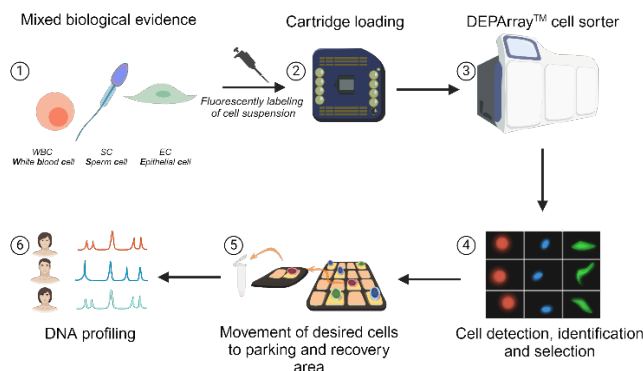 Mixed biological evidence
Cartridge loading
DEPArray™ cell sorter
1
2
3
Fluorescently labeling
of cell suspension
WBC
White blood cell
SC
Sperm cell
EC
Epithelial cell
6
5
4
DNA profiling
Movement of desired cells
to parking and recovery
area
Cell detection, identification
and selection